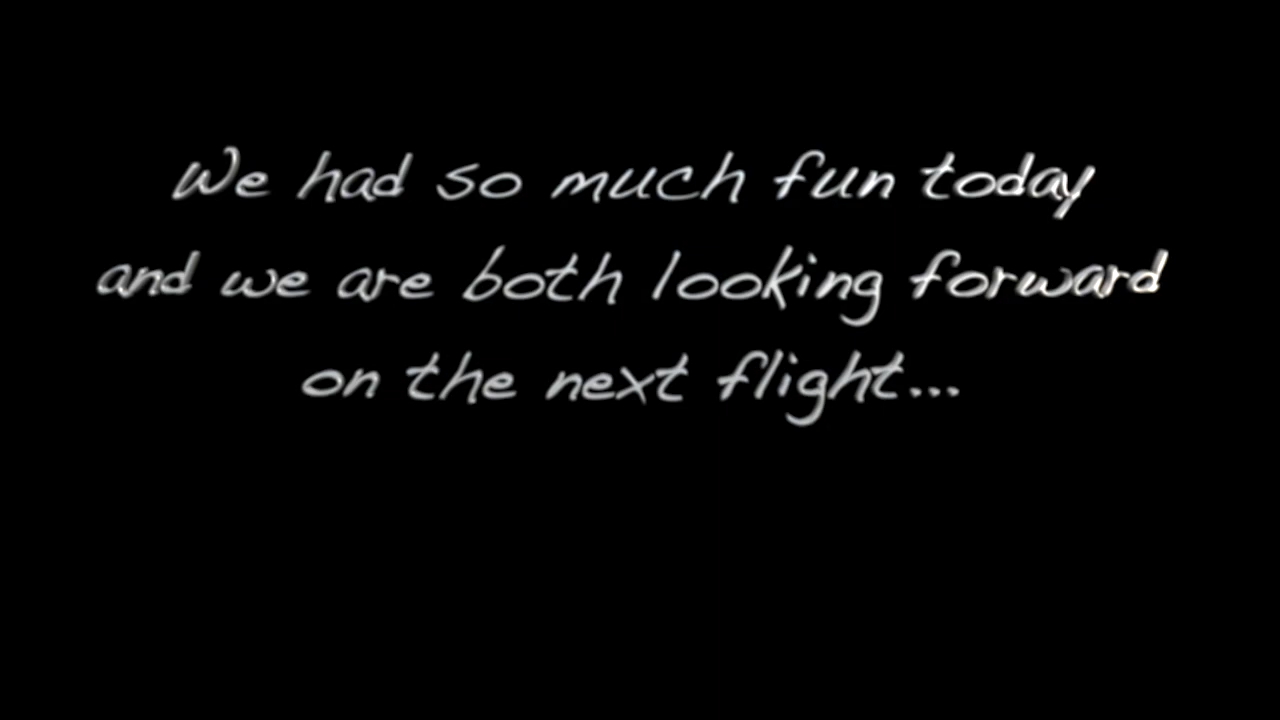 We had so much fun today
and we are both looking forward
on the next flight...